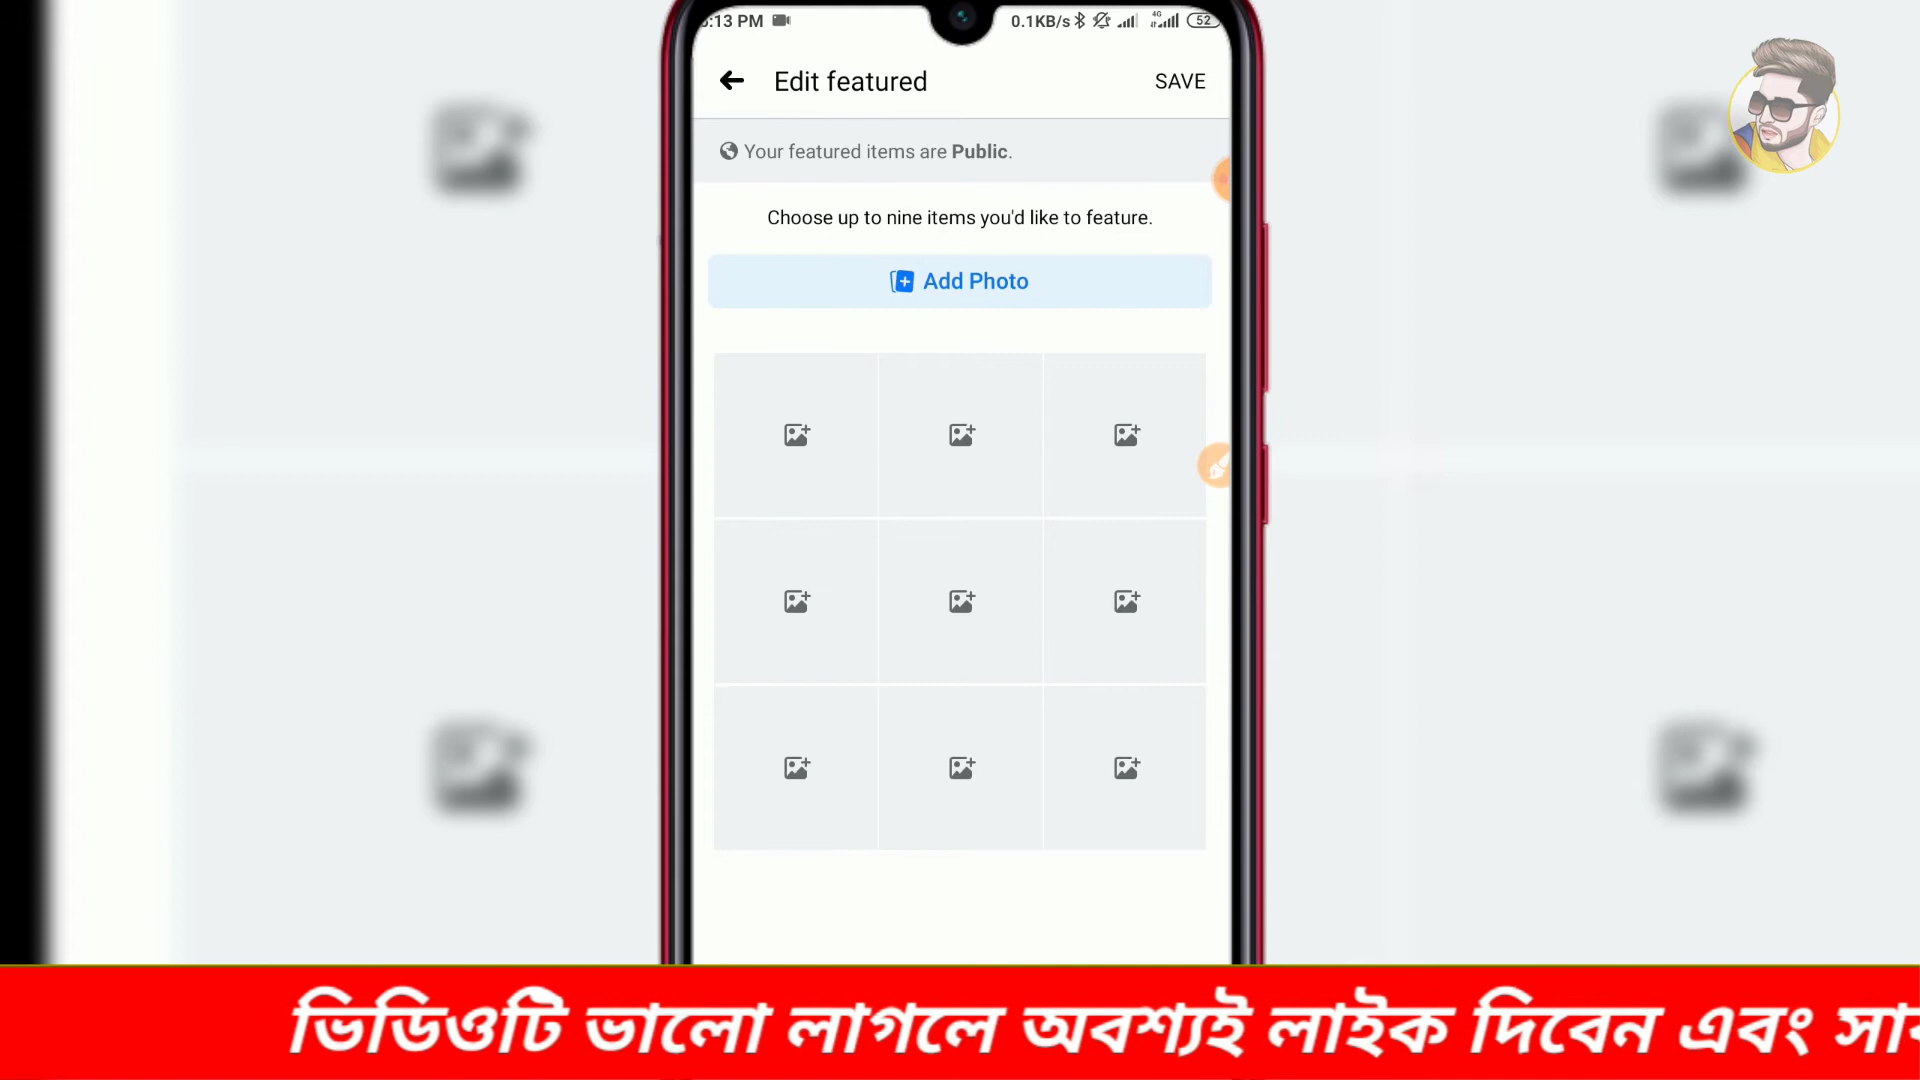 :13 PM 0.1KB/s 4G 52
Edit featured SAVE
Your featured items are Public.
Choose up to nine items you'd like to feature.
Add Photo
ভিডিওটি ভালো লাগলে অবশ্যই লাইক দিবেন এবং